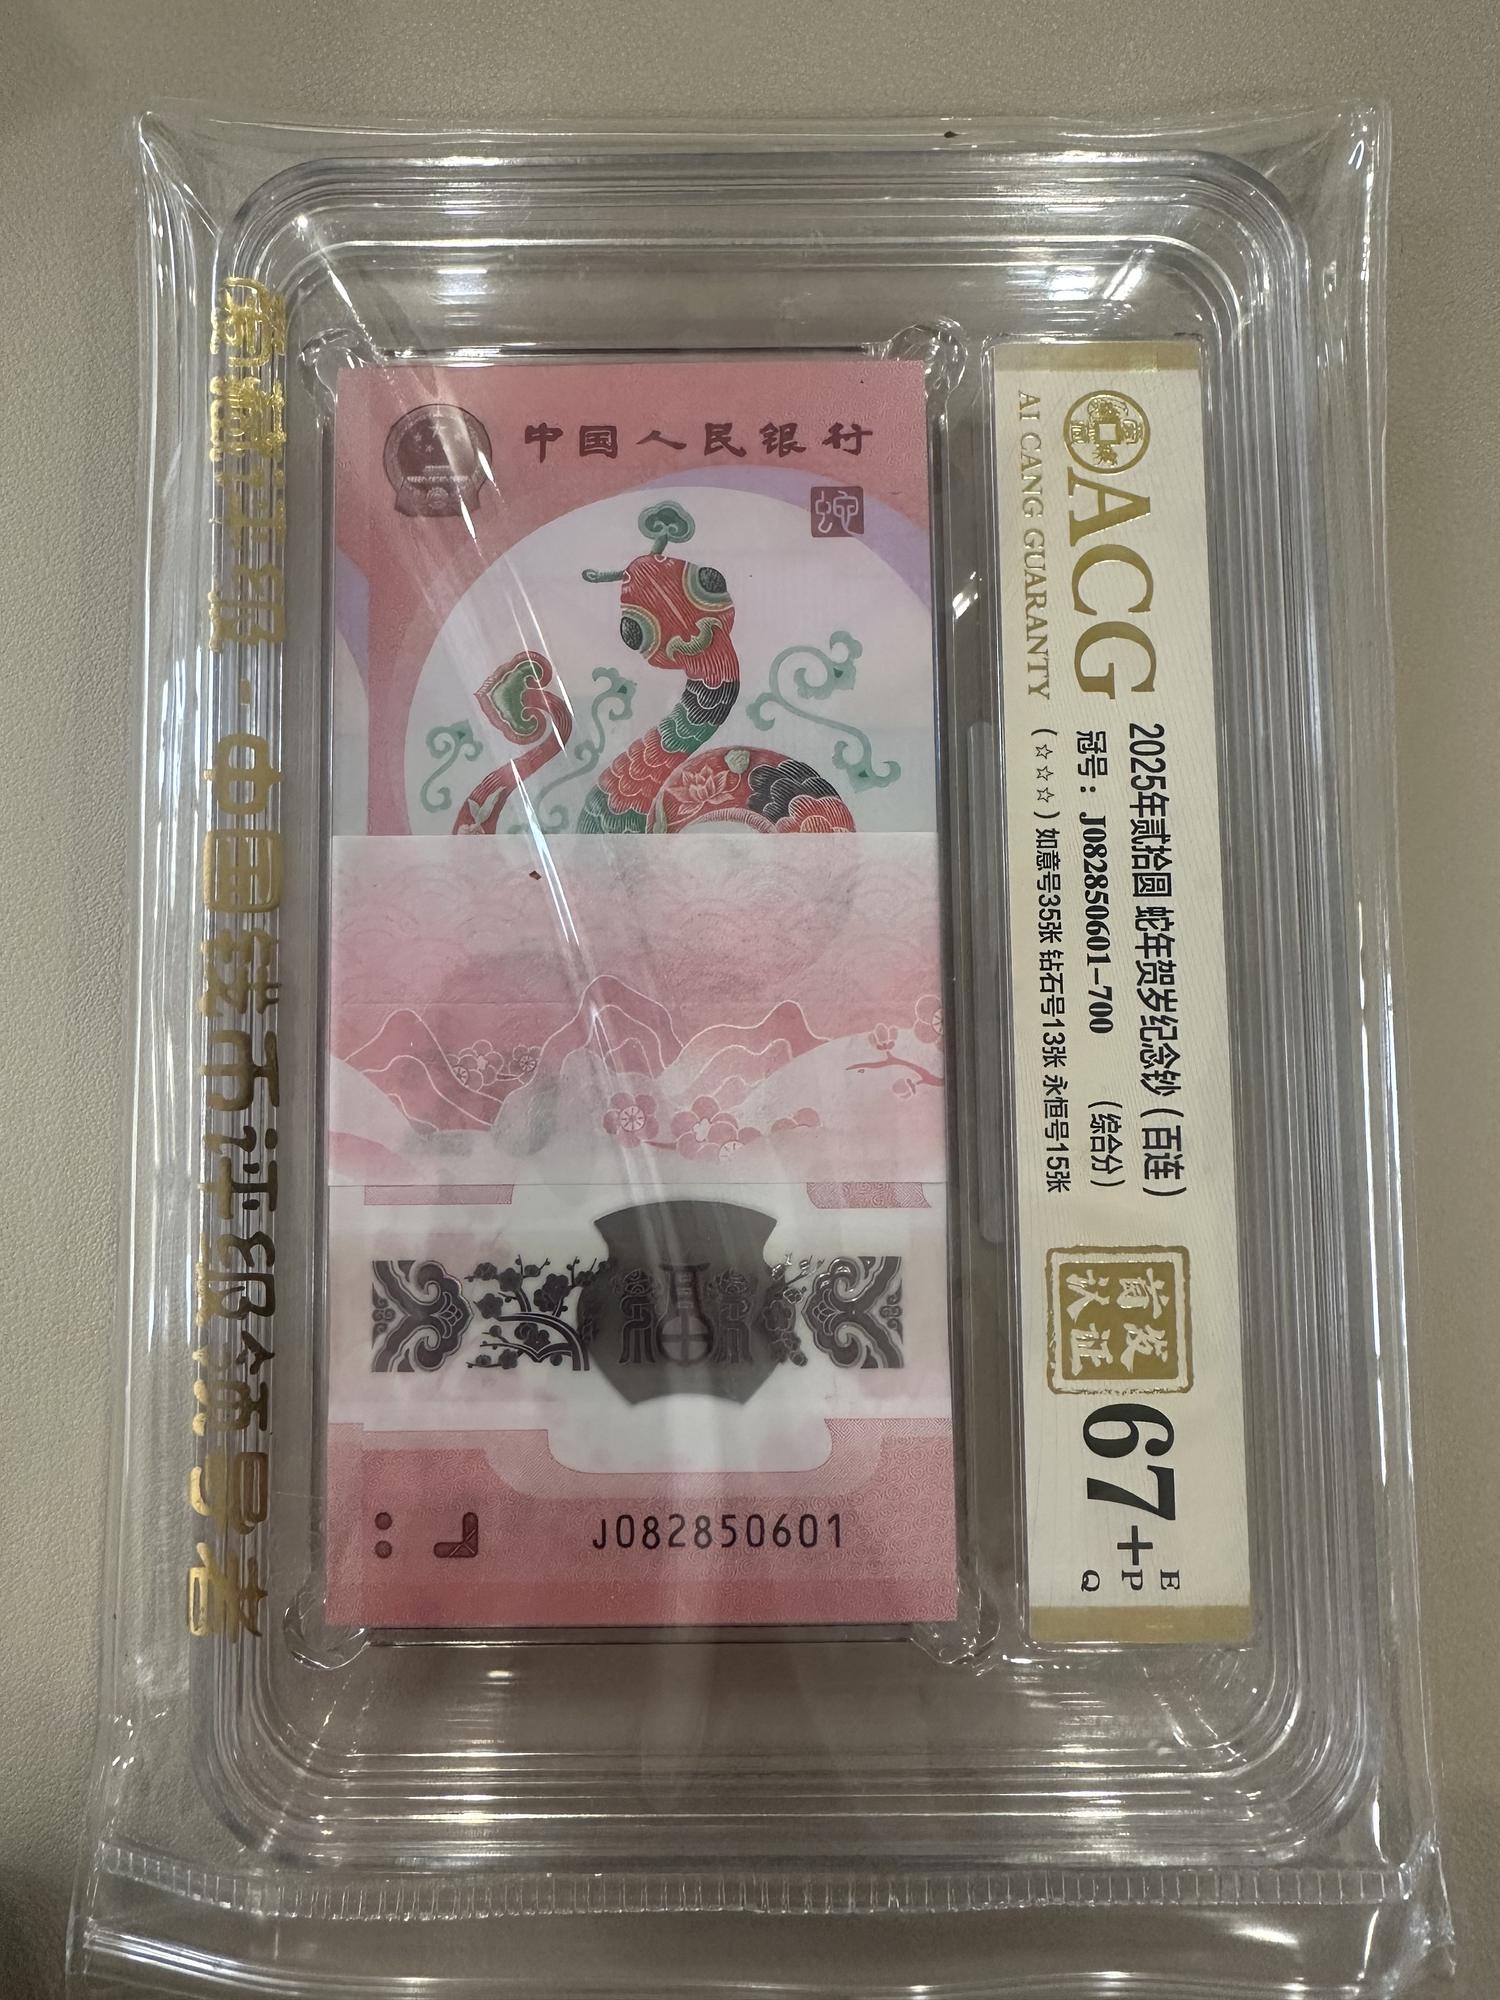 爱藏评级·中国钱币评级领导者
中国人民银行
蛇
J082850601
ACG
AI CANG GUARANTY
2025年贰拾圆 蛇年贺岁纪念钞（百连）
冠号：J082850601-700 （综合分）
（☆☆☆）如意号35张 钻石号13张 永恒号15张
首发
认证
67+
E
P
Q